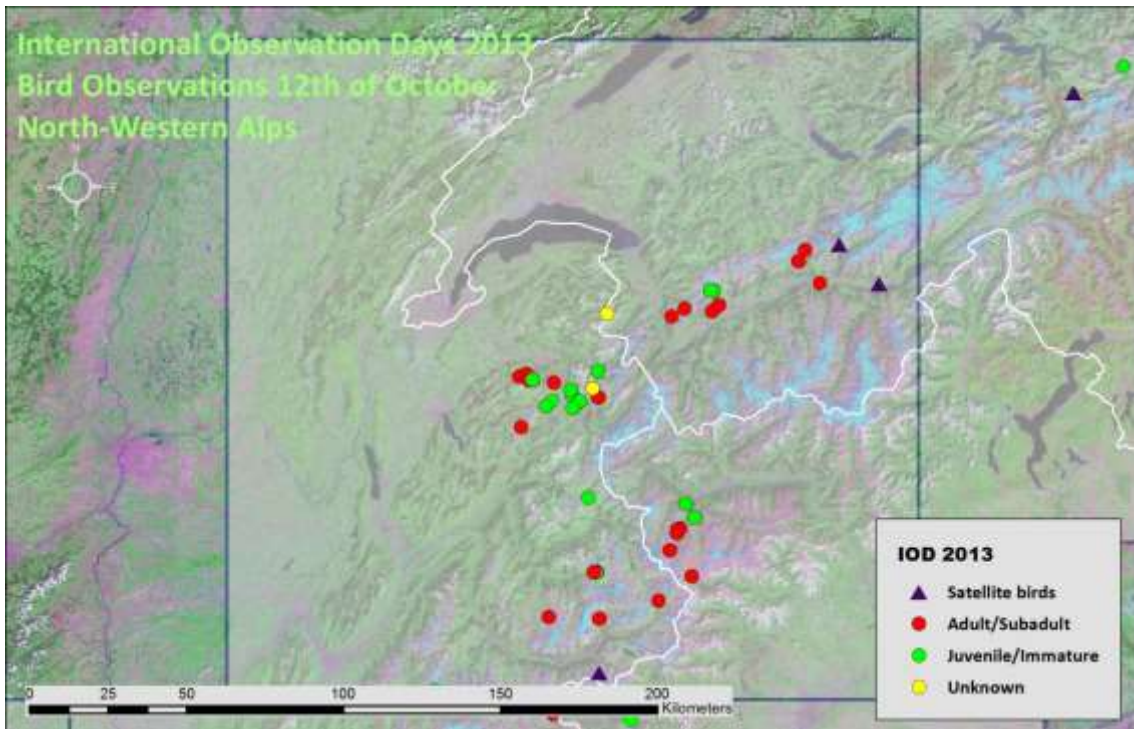 International Observation Days 2013
Bird Observations 12th of October
North-Western Alps
IOD 2013
Satellite birds
Adult/Subadult
Juvenile/Immature
Unknown
0 25 50 100 150 200
Kilometers